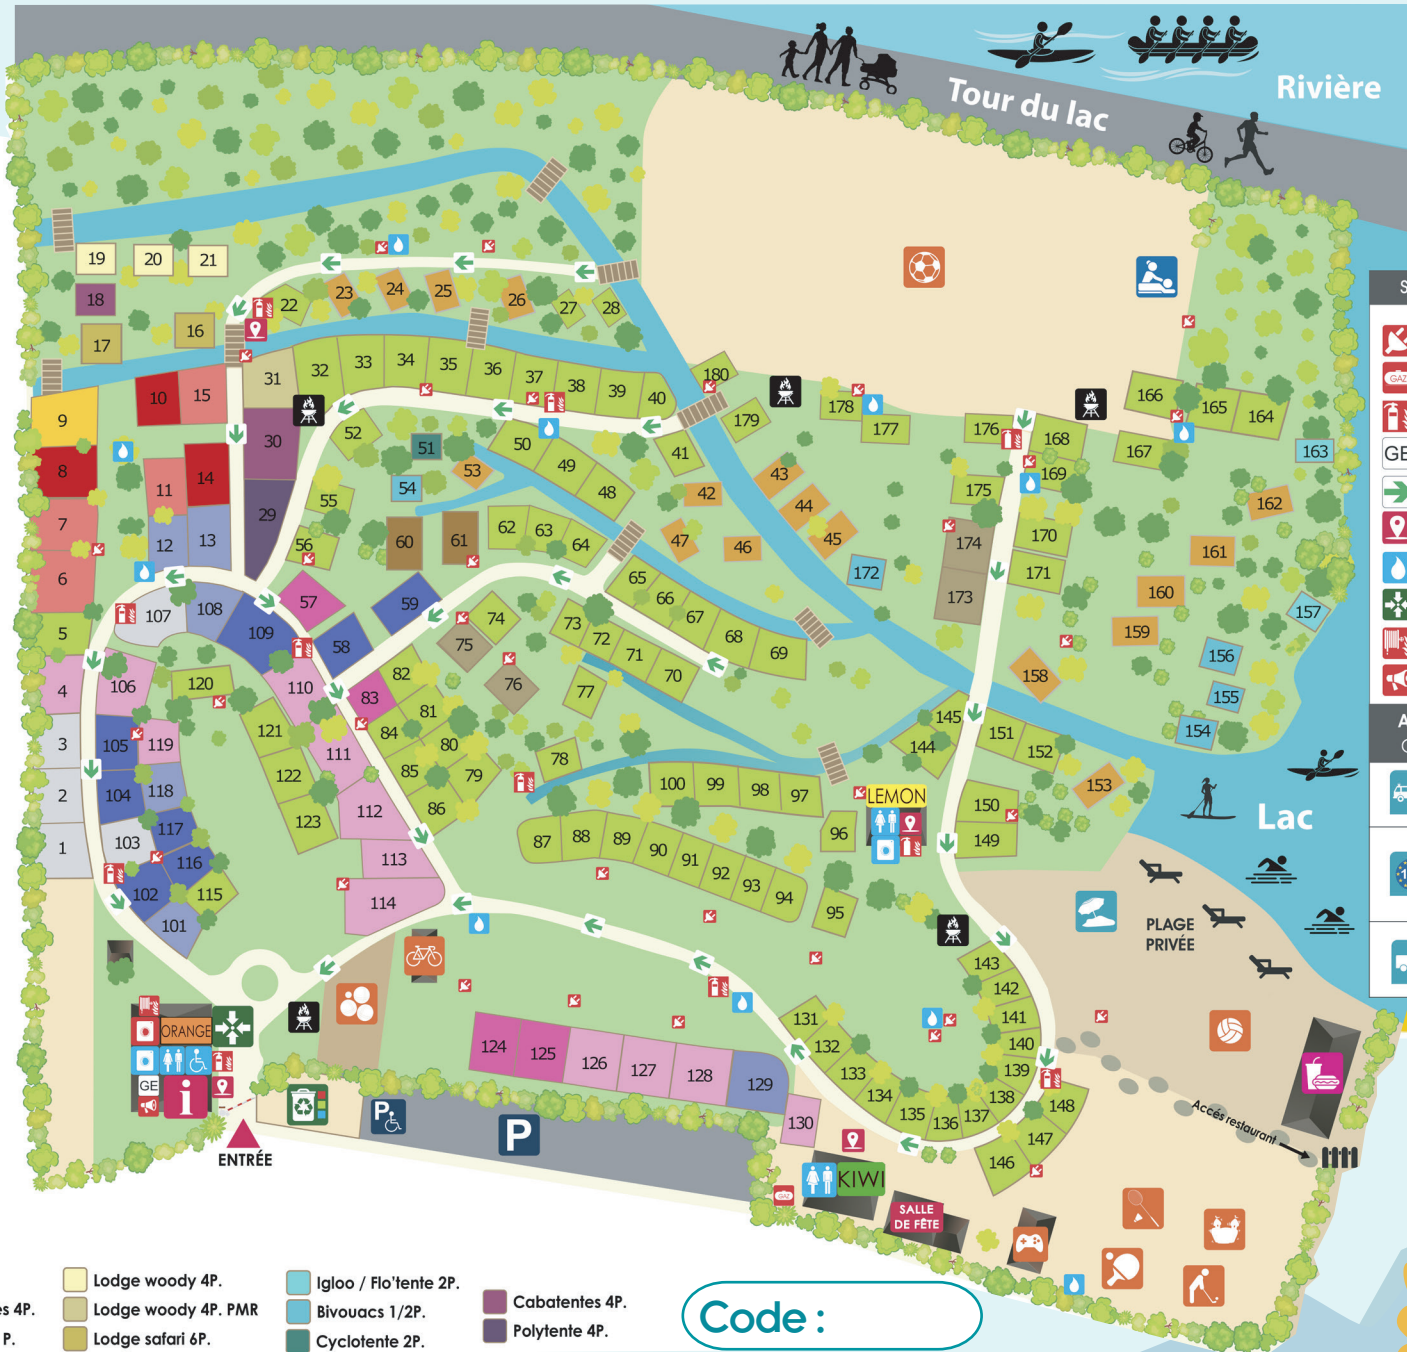 Rivière
Tour du lac
19 20 21
18
17 16
22 23 24 25 26 27 28
S
GAZ
GE
9 10 15 31 32 33 34 35 36 37 38 39 40
180 179 178 177 176 168 166 165 164
8 11 14 30 52 51 53 54 50 49 48 41
167 169 163
7 12 13 29 55 56 60 61 62 63 64
42 43 44 45 46 47 172
175 174 173 170 171 162 161 160 159 157
6 107 108 109 57 58 59 65 66 67 68 69
5 4 106 120 110 83 82 75 74 76 73 72 71 70 77
158 156 155 154
3 105 119 121 111 84 81 80 78
145 144 151 152 153
2 104 118 122 112 85 79 86 100 99 98 97
LEMON
150 149
Lac
1 103 117 123 113 87 88 89 90 91 92 93 94 96
102 116 115 114 95
101
PLAGE
PRIVÉE
143
142
141
140
139
138
131 132 133 134 135 136 137
148
147
146
ORANGE
GE
i
124 125 126 127 128 129
130
P
P
ENTRÉE
Accés restaurant
KIWI
GAZ
SALLE
DE FÊTE
es 4P.
P.
Lodge woody 4P.
Lodge woody 4P. PMR
Lodge safari 6P.
Igloo / Flo'tente 2P.
Bivouacs 1/2P.
Cyclotente 2P.
Cabatentes 4P.
Polytente 4P.
Code :